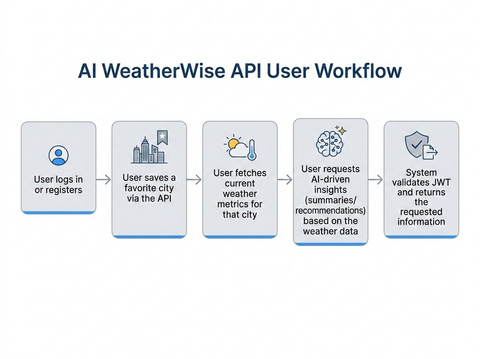 AI WeatherWise API User Workflow
User logs in
or registers
User saves a
favorite city
via the API
User fetches
current
weather
metrics for
that city
User requests
AI-driven
insights
(summaries/
recommendations)
based on the
weather data
System
validates JWT
and returns
the
requested
information